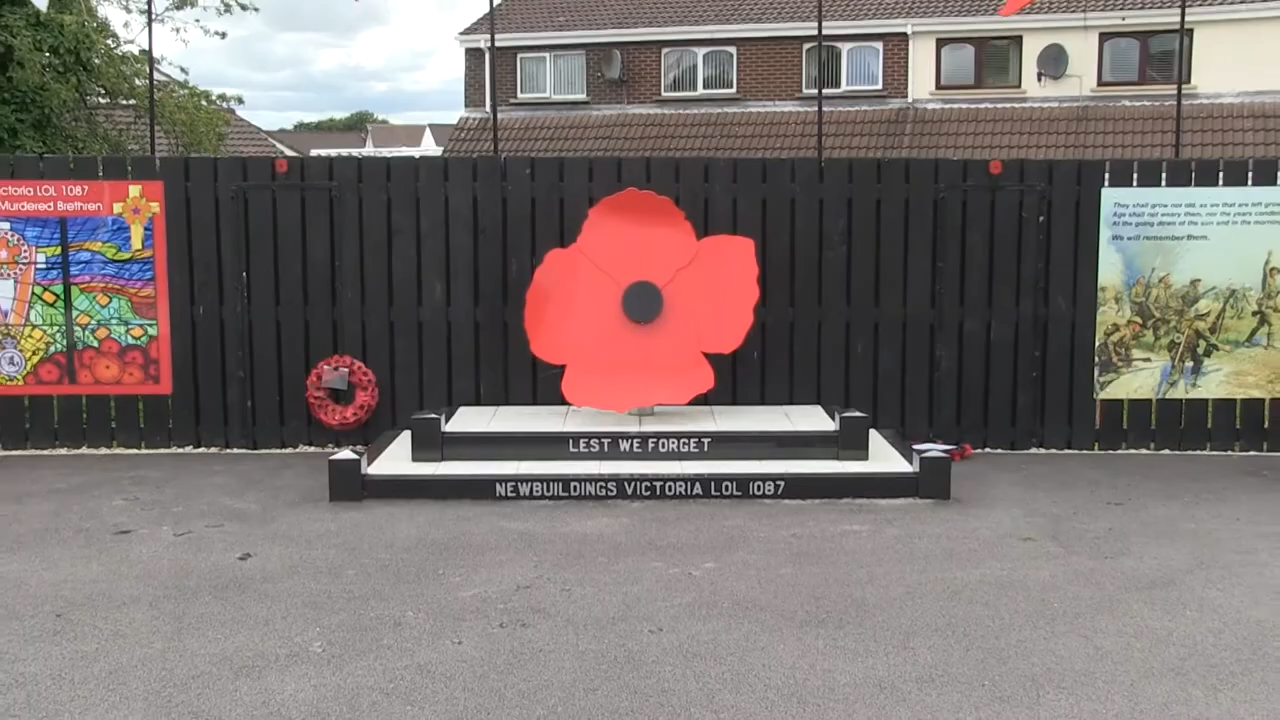 ctoria LOL 1087
Murdered Brethren
They shall grow not old, as we that are left grow
Age shall not weary them, nor the years condem
At the going down of the sun and in the mornin
We will remember them.
LEST WE FORGET
NEWBUILDINGS VICTORIA LOL 1087